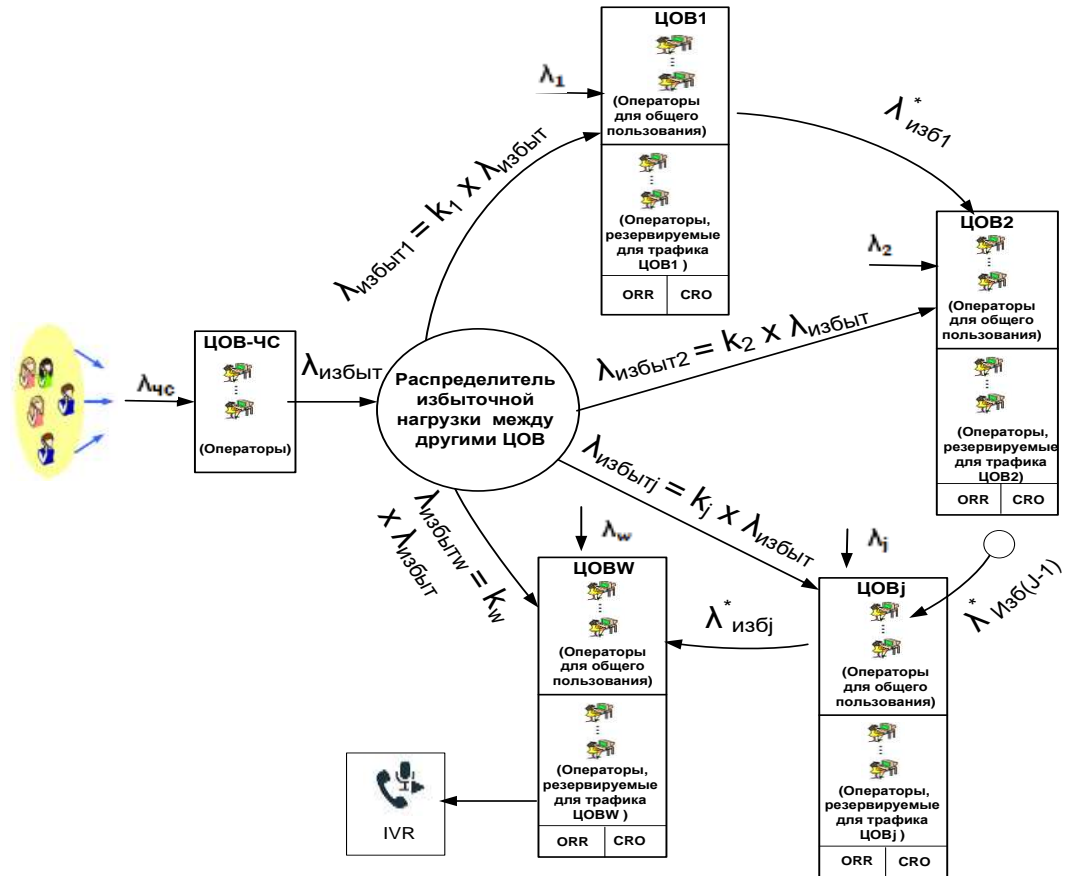 ЦОВ1
λ₁
(Операторы
для общего
пользования)
(Операторы,
резервируемые
для трафика
ЦОВ1 )
ORR CRO
λ*изб1
λизбыт1 = k₁ x λизбыт
ЦОВ2
λ₂
(Операторы
для общего
пользования)
(Операторы,
резервируемые
для трафика
ЦОВ2)
ORR CRO
λизбыт2 = k₂ x λизбыт
λчс
ЦОВ-ЧС
(Операторы)
λизбыт
Распределитель
избыточной
нагрузки между
другими ЦОВ
λизбытj = kj x λизбыт
λизбытw = kw
x λизбыт
λw
ЦОВW
(Операторы
для общего
пользования)
(Операторы,
резервируемые
для трафика
ЦОВW )
ORR CRO
λ*избj
λj
ЦОВj
(Операторы
для общего
пользования)
(Операторы,
резервируемые
для трафика
ЦОВj )
ORR CRO
λ*Изб(J-1)
IVR